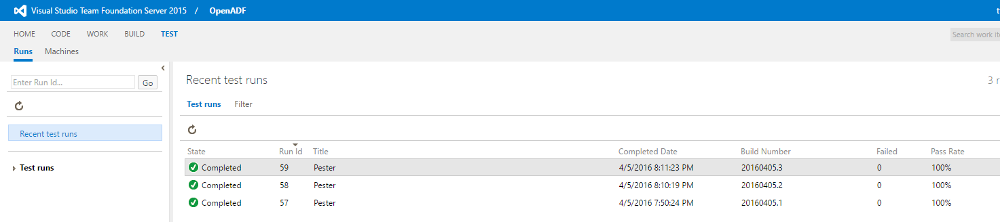 Visual Studio Team Foundation Server 2015 / OpenADF
HOME CODE WORK BUILD TEST
Search work ite
Runs Machines
Enter Run Id... Go
Recent test runs
Test runs
Recent test runs
3 r
Test runs Filter
State Run Id Title Completed Date Build Number Failed Pass Rate
Completed 59 Pester 4/5/2016 8:11:23 PM 20160405.3 0 100%
Completed 58 Pester 4/5/2016 8:10:19 PM 20160405.2 0 100%
Completed 57 Pester 4/5/2016 7:50:24 PM 20160405.1 0 100%